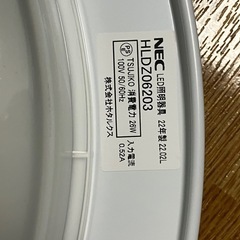 NEC LED照明器具 22年製 22.02L
HLDZ06203
PS E TSUJIKO 消費電力 26W 入力電流
100V 50/60Hz 0.52A
株式会社ホタルクス